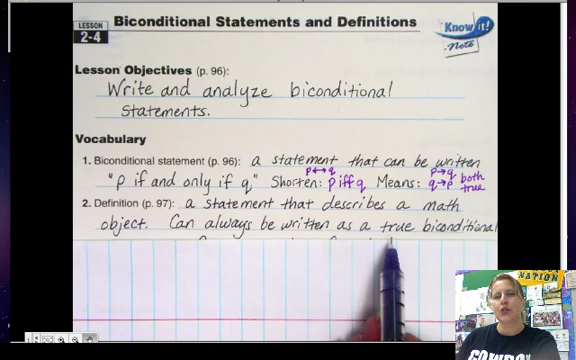 LESSON
2-4
Biconditional Statements and Definitions
Know it!
Note
Lesson Objectives (p. 96):
Write and analyze biconditional
statements.
Vocabulary
1. Biconditional statement (p. 96): a statement that can be written
p↔q
p→q
"p if and only if q" Shorten: p iff q Means: q→p both
true
2. Definition (p. 97): a statement that describes a math
object. Can always be written as a true biconditional
NATION